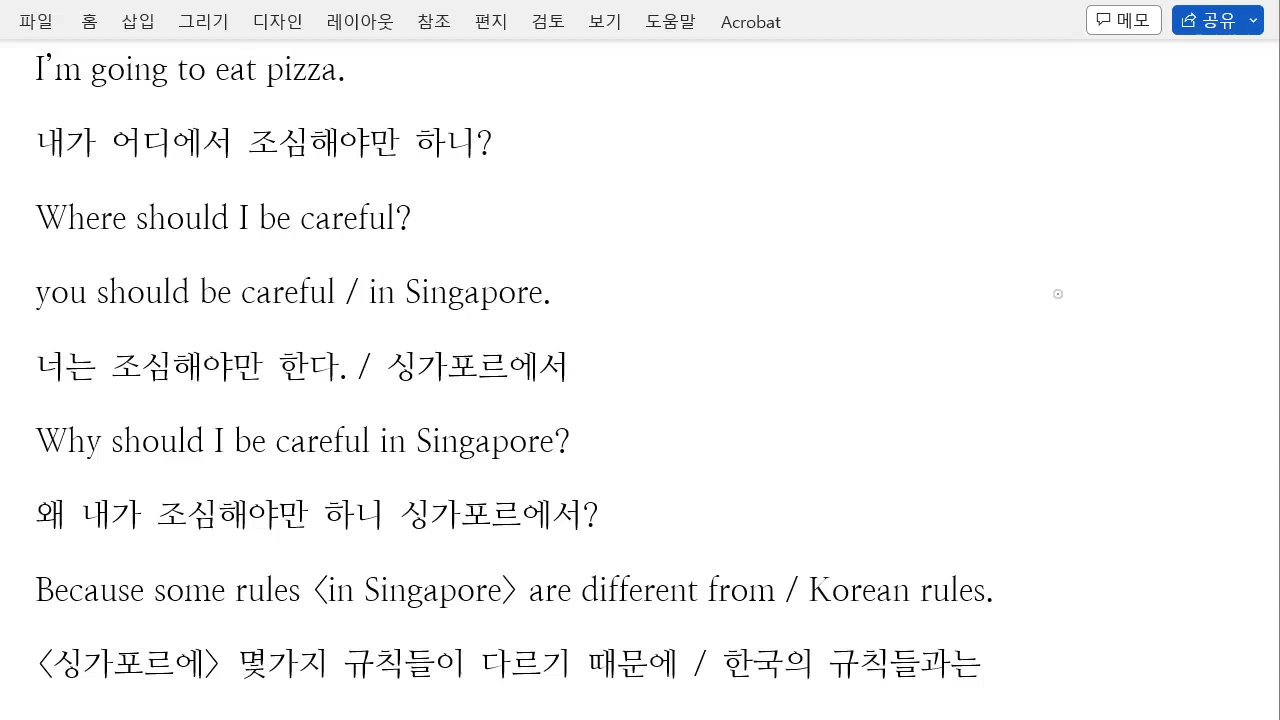 파일 홈 삽입 그리기 디자인 레이아웃 참조 편지 검토 보기 도움말 Acrobat 메모 공유
I’m going to eat pizza.
내가 어디에서 조심해야만 하니?
Where should I be careful?
you should be careful / in Singapore.
너는 조심해야만 한다. / 싱가포르에서
Why should I be careful in Singapore?
왜 내가 조심해야만 하니 싱가포르에서?
Because some rules 〈in Singapore〉 are different from / Korean rules.
〈싱가포르에〉 몇가지 규칙들이 다르기 때문에 / 한국의 규칙들과는